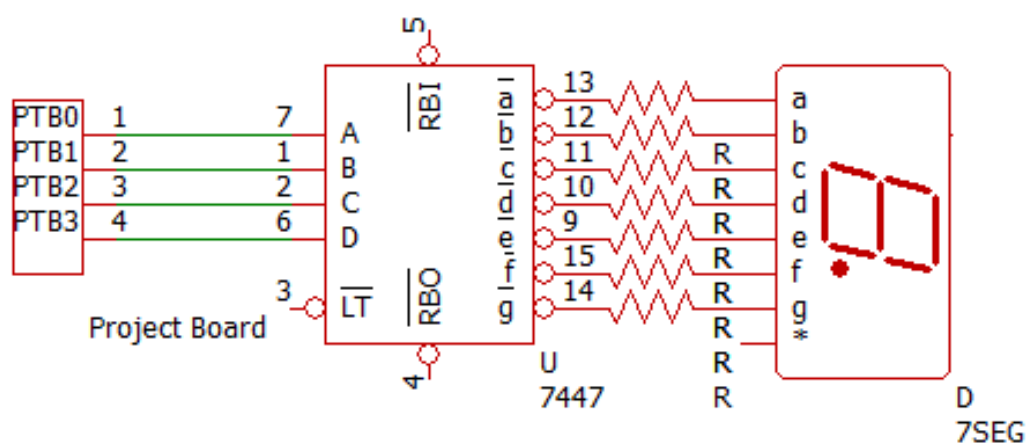 5
PTB0 1 7 A RBI a 13 a
PTB1 2 1 B b 12 b
PTB2 3 2 C c 11 R c
PTB3 4 6 D d 10 R d
e 9 R e
f 15 R f
3 LT RBO g 14 R g
Project Board R *
4 U R
7447 R D
7SEG